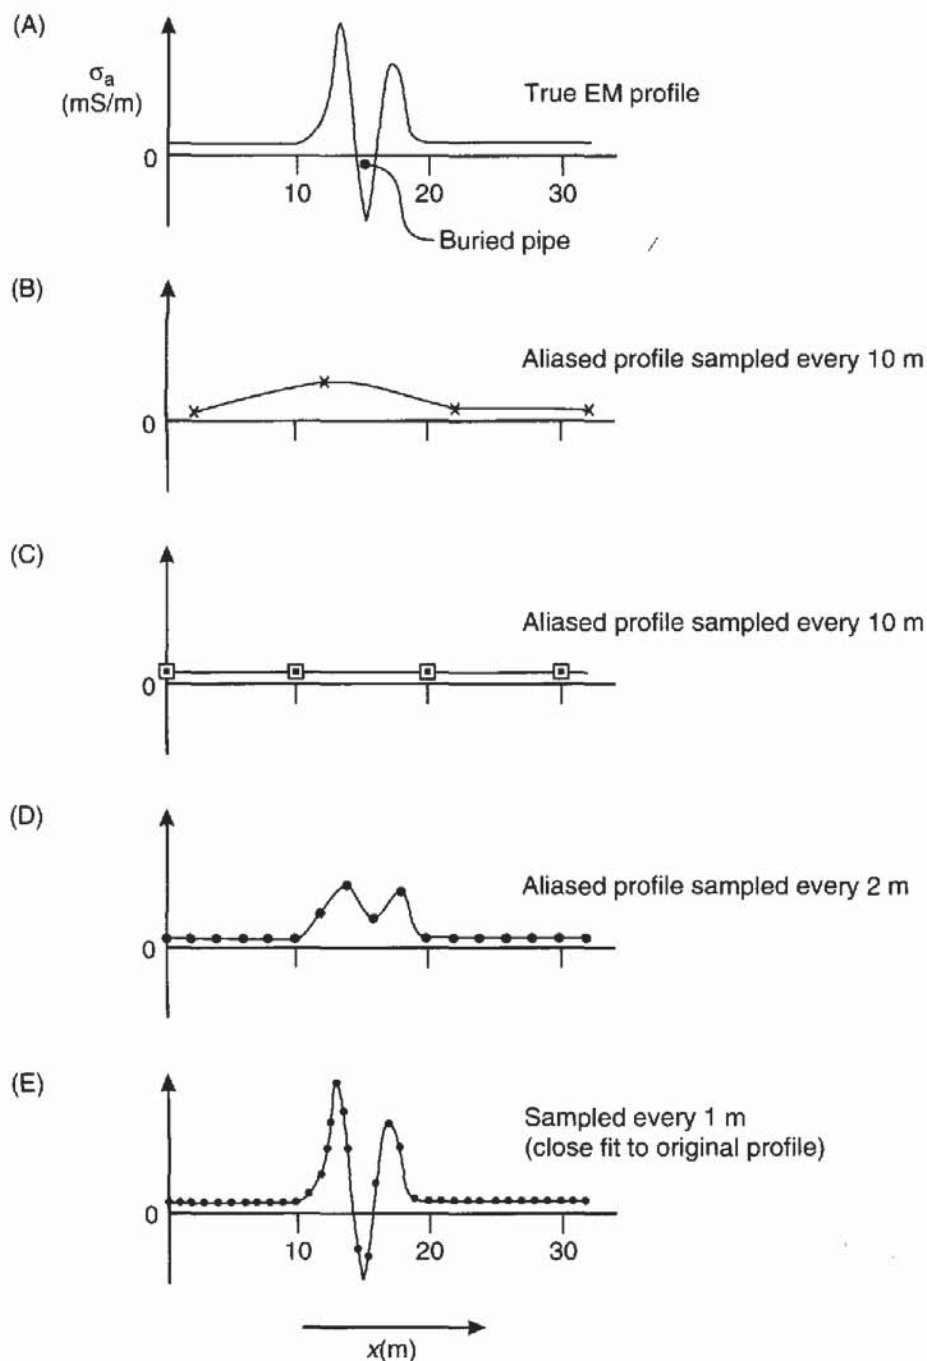 (A)
σa
(mS/m)
True EM profile
0
10
20
30
Buried pipe
(B)
Aliased profile sampled every 10 m
0
(C)
Aliased profile sampled every 10 m
0
(D)
Aliased profile sampled every 2 m
0
(E)
Sampled every 1 m
(close fit to original profile)
0
10
20
30
x(m)